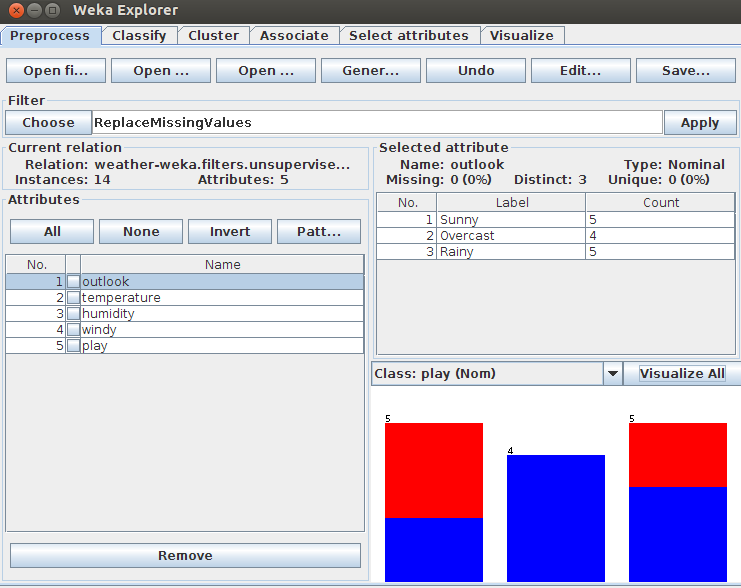 Weka Explorer
Preprocess Classify Cluster Associate Select attributes Visualize
Open fi... Open ... Open ... Gener... Undo Edit... Save...
Filter
Choose ReplaceMissingValues Apply
Current relation
Relation: weather-weka.filters.unsupervise...
Instances: 14 Attributes: 5
Selected attribute
Name: outlook Type: Nominal
Missing: 0 (0%) Distinct: 3 Unique: 0 (0%)
Attributes
All None Invert Patt...
No. Name
1 outlook
2 temperature
3 humidity
4 windy
5 play
Remove
No. Label Count
1 Sunny 5
2 Overcast 4
3 Rainy 5
Class: play (Nom) Visualize All
5 4 5